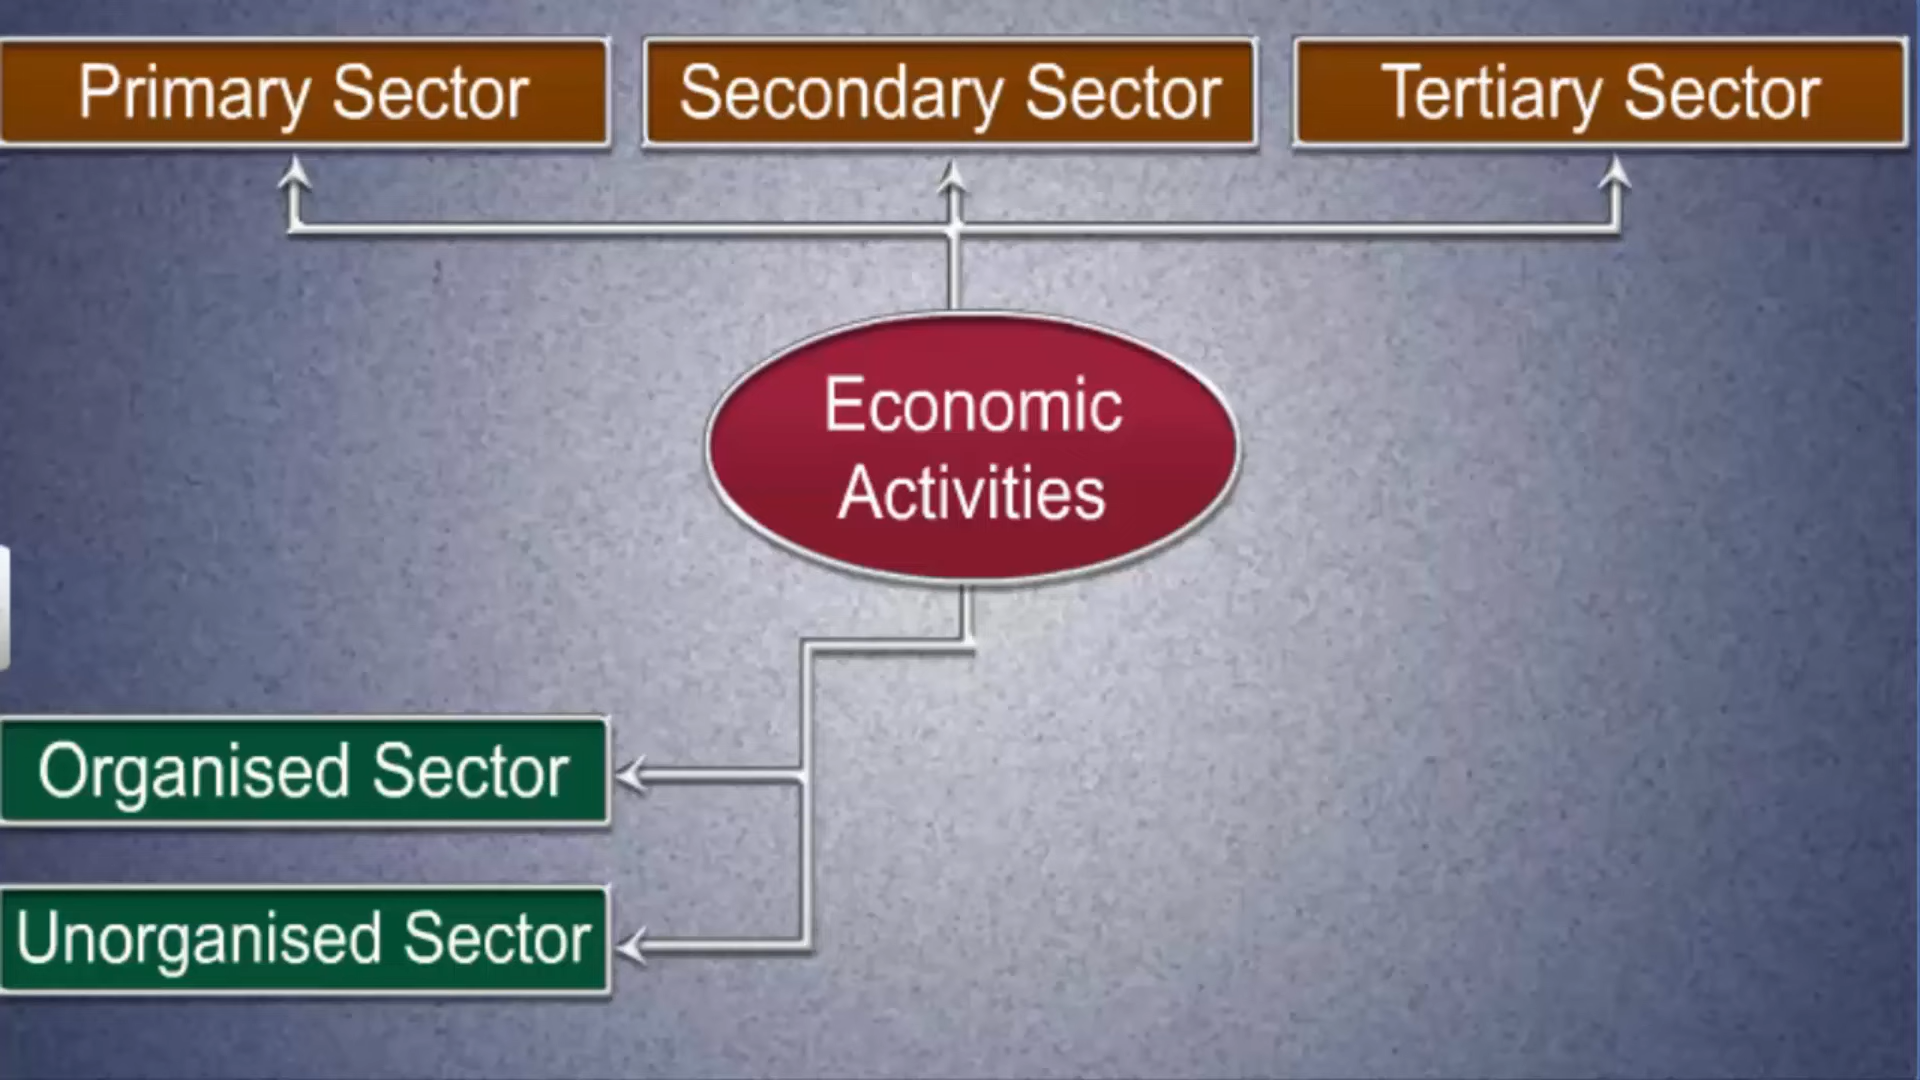 Primary Sector
Secondary Sector
Tertiary Sector
Economic
Activities
Organised Sector
Unorganised Sector